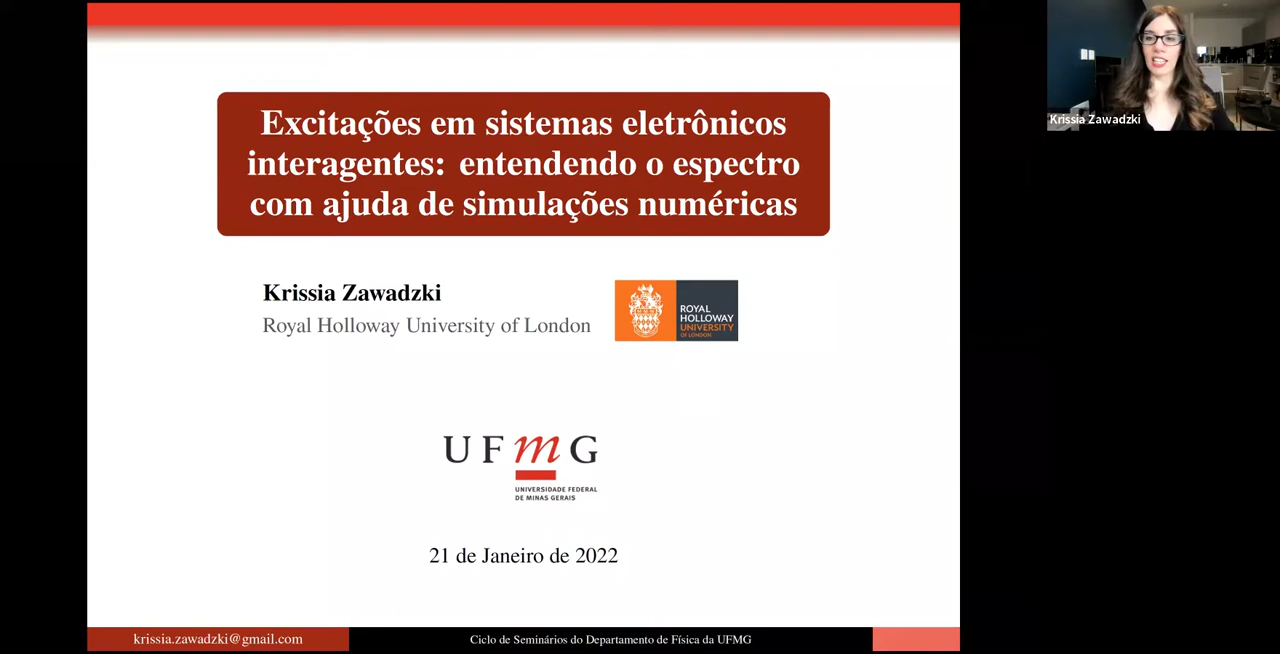 Excitações em sistemas eletrônicos
interagentes: entendendo o espectro
com ajuda de simulações numéricas
Krissia Zawadzki
Royal Holloway University of London
ROYAL
HOLLOWAY
UNIVERSITY
OF LONDON
UFmG
UNIVERSIDADE FEDERAL
DE MINAS GERAIS
21 de Janeiro de 2022
krissia.zawadzki@gmail.com
Ciclo de Seminários do Departamento de Física da UFMG
Krissia Zawadzki